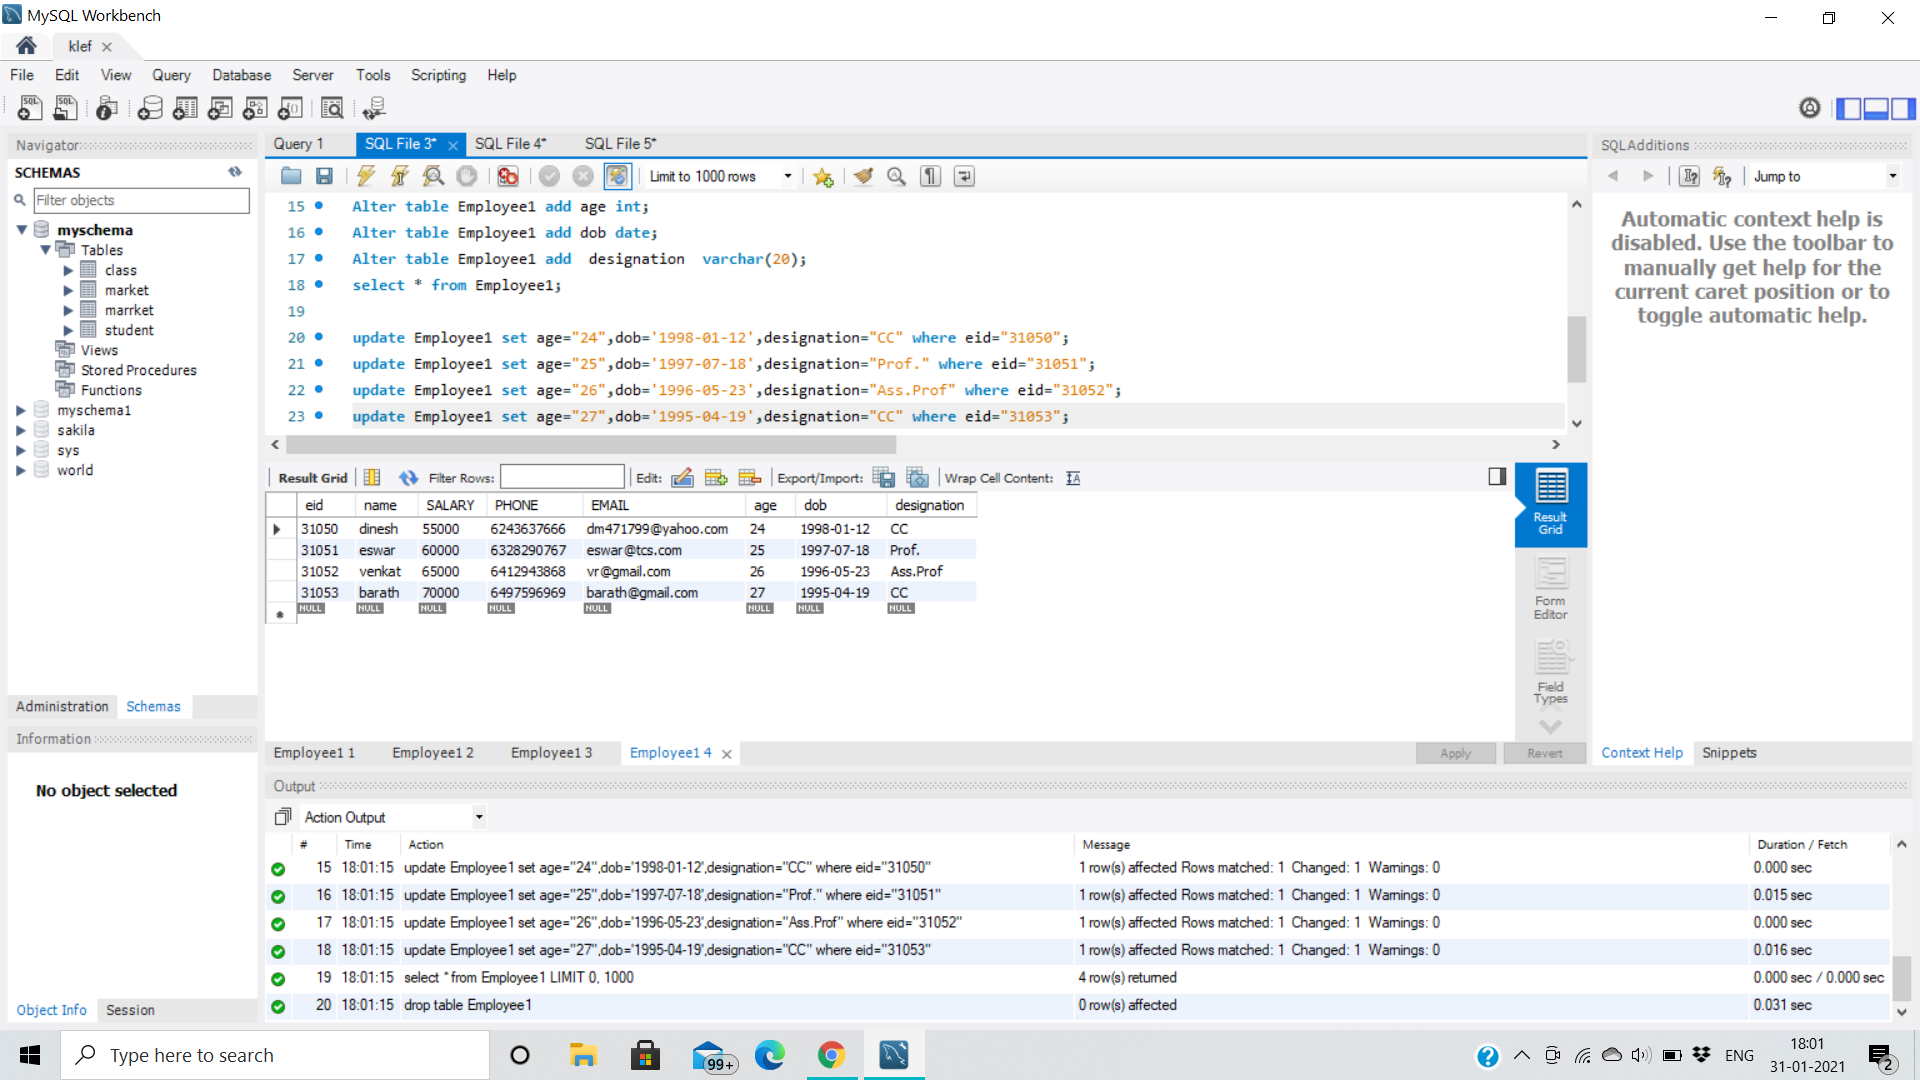 MySQL Workbench
klef
File Edit View Query Database Server Tools Scripting Help
Navigator
SCHEMAS
Filter objects
myschema
Tables
class
market
marrket
student
Views
Stored Procedures
Functions
myschema1
sakila
sys
world
Administration Schemas
Information
No object selected
Object Info Session
Query 1 SQL File 3* SQL File 4* SQL File 5*
Limit to 1000 rows
15 Alter table Employee1 add age int;
16 Alter table Employee1 add dob date;
17 Alter table Employee1 add designation varchar(20);
18 select * from Employee1;
19
20 update Employee1 set age="24",dob='1998-01-12',designation="CC" where eid="31050";
21 update Employee1 set age="25",dob='1997-07-18',designation="Prof." where eid="31051";
22 update Employee1 set age="26",dob='1996-05-23',designation="Ass.Prof" where eid="31052";
23 update Employee1 set age="27",dob='1995-04-19',designation="CC" where eid="31053";
Result Grid Filter Rows: Edit: Export/Import: Wrap Cell Content:
eid name SALARY PHONE EMAIL age dob designation
31050 dinesh 55000 6243637666 dm471799@yahoo.com 24 1998-01-12 CC
31051 eswar 60000 6328290767 eswar@tcs.com 25 1997-07-18 Prof.
31052 venkat 65000 6412943868 vr@gmail.com 26 1996-05-23 Ass.Prof
31053 barath 70000 6497596969 barath@gmail.com 27 1995-04-19 CC
NULL NULL NULL NULL NULL NULL NULL NULL
Result
Grid
Form
Editor
Field
Types
Employee1 1 Employee1 2 Employee1 3 Employee1 4 Apply Revert
SQLAdditions
Jump to
Automatic context help is
disabled. Use the toolbar to
manually get help for the
current caret position or to
toggle automatic help.
Context Help Snippets
Output
Action Output
# Time Action Message Duration / Fetch
15 18:01:15 update Employee1 set age="24",dob='1998-01-12',designation="CC" where eid="31050" 1 row(s) affected Rows matched: 1 Changed: 1 Warnings: 0 0.000 sec
16 18:01:15 update Employee1 set age="25",dob='1997-07-18',designation="Prof." where eid="31051" 1 row(s) affected Rows matched: 1 Changed: 1 Warnings: 0 0.015 sec
17 18:01:15 update Employee1 set age="26",dob='1996-05-23',designation="Ass.Prof" where eid="31052" 1 row(s) affected Rows matched: 1 Changed: 1 Warnings: 0 0.000 sec
18 18:01:15 update Employee1 set age="27",dob='1995-04-19',designation="CC" where eid="31053" 1 row(s) affected Rows matched: 1 Changed: 1 Warnings: 0 0.016 sec
19 18:01:15 select * from Employee1 LIMIT 0, 1000 4 row(s) returned 0.000 sec / 0.000 sec
20 18:01:15 drop table Employee1 0 row(s) affected 0.031 sec
Type here to search
99+
ENG
18:01
31-01-2021
2